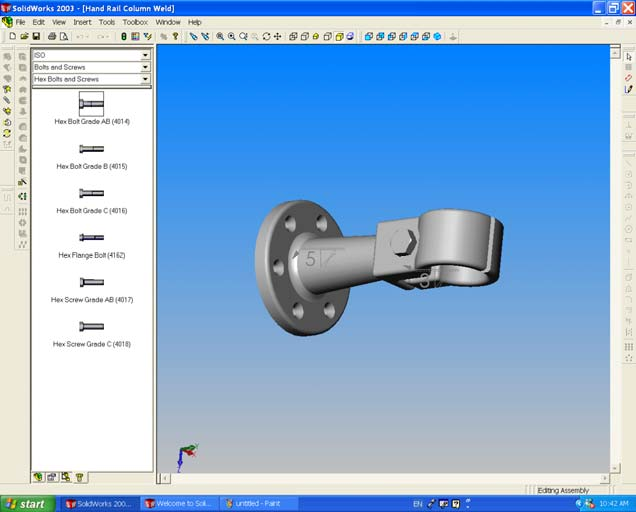 SolidWorks 2003 - [Hand Rail Column Weld]
File Edit Insert Tools Toolbox Window Help
ISO
Bolts and Screws
Hex Bolts and Screws
Hex Bolt Grade AB (4014)
Hex Bolt Grade B (4015)
Hex Bolt Grade C (4016)
Hex Flange Bolt (4162)
Hex Screw Grade AB (4017)
Hex Screw Grade C (4018)
5
Editing Assembly
start
SolidWorks 200...
Welcome to Soli...
untitled - Paint
EN
10:42 AM